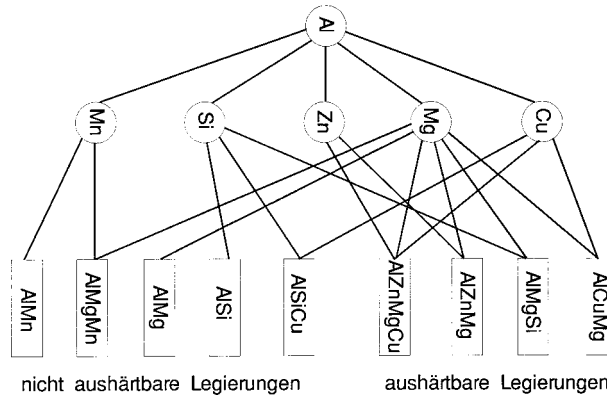 Al
Mn Si Zn Mg Cu
AlMn AlMgMn AlMg AlSi AlSiCu AlZnMgCu AlZnMg AlMgSi AlCuMg
nicht aushärtbare Legierungen aushärtbare Legierungen